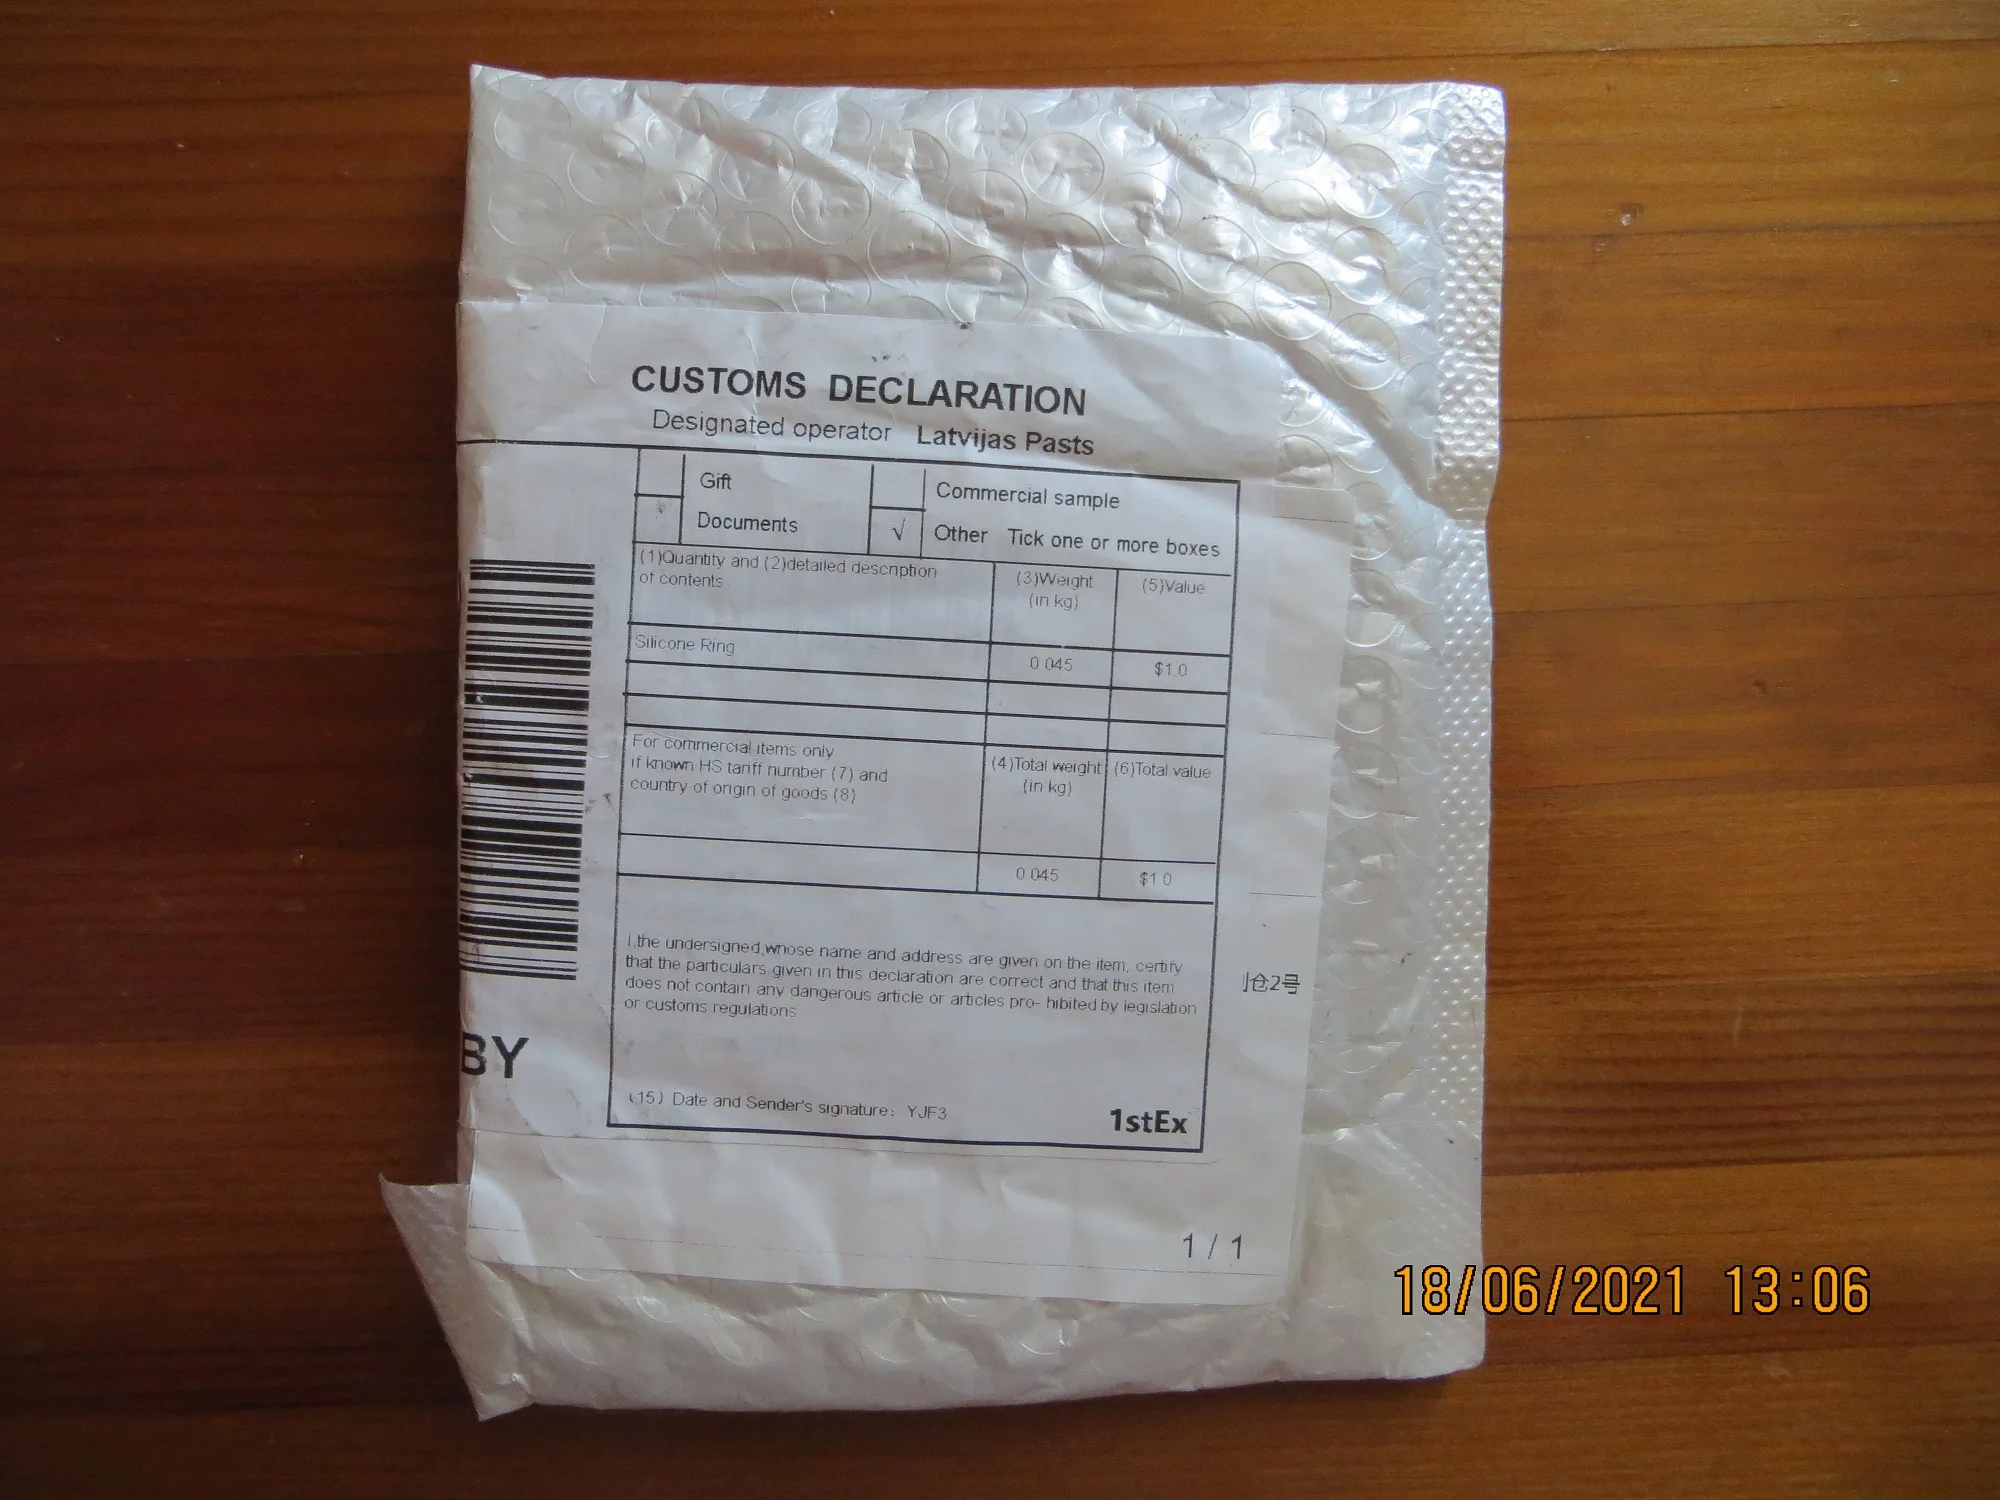 CUSTOMS DECLARATION
Designated operator Latvijas Pasts
Gift
Commercial sample
Documents
√ Other Tick one or more boxes
(1)Quantity and (2)detailed description
of contents
(3)Weight
(in kg)
(5)Value
Silicone Ring
0.045
$1.0
For commercial items only
if known HS tariff number (7) and
country of origin of goods (8)
(4)Total weight
(in kg)
(6)Total value
0.045
$1.0
I,the undersigned,whose name and address are given on the item, certify
that the particulars given in this declaration are correct and that this item
does not contain any dangerous article or articles pro- hibited by legislation
or customs regulations
仓2号
BY
(15) Date and Sender's signature: YJF3
1stEx
1 / 1
18/06/2021 13:06